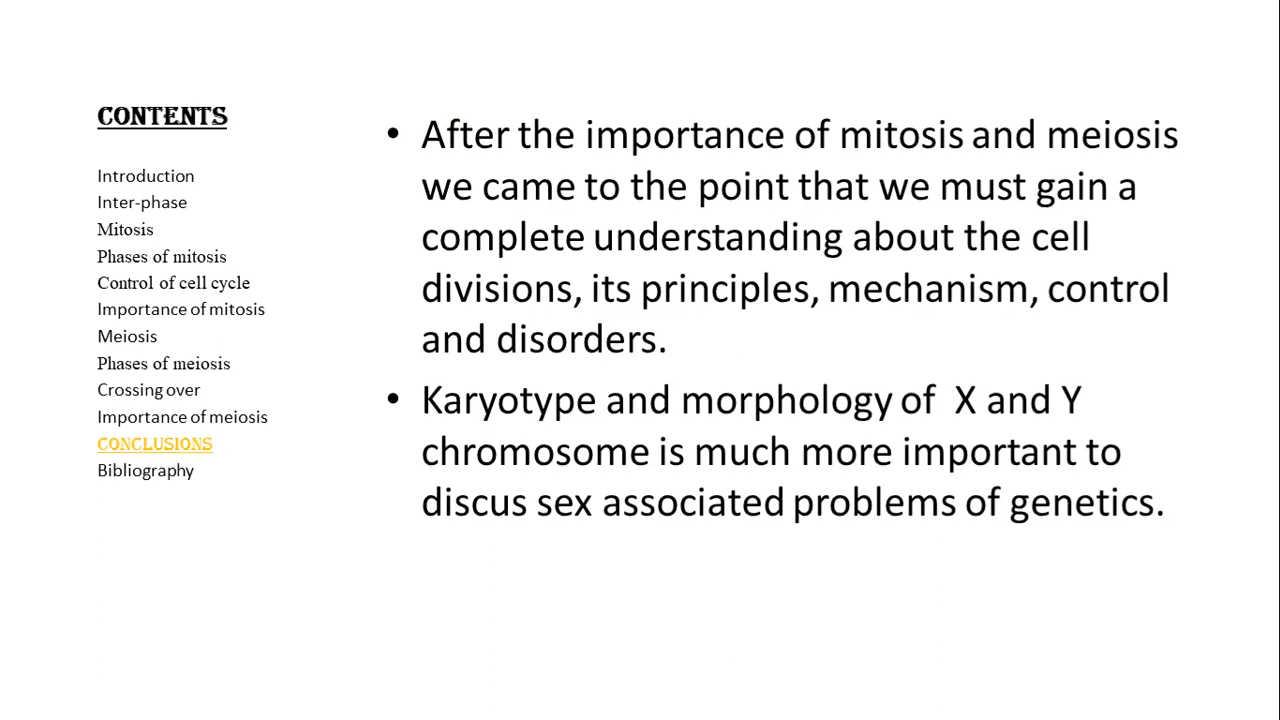 CONTENTS
Introduction
Inter-phase
Mitosis
Phases of mitosis
Control of cell cycle
Importance of mitosis
Meiosis
Phases of meiosis
Crossing over
Importance of meiosis
CONCLUSIONS
Bibliography
• After the importance of mitosis and meiosis
we came to the point that we must gain a
complete understanding about the cell
divisions, its principles, mechanism, control
and disorders.
• Karyotype and morphology of X and Y
chromosome is much more important to
discus sex associated problems of genetics.